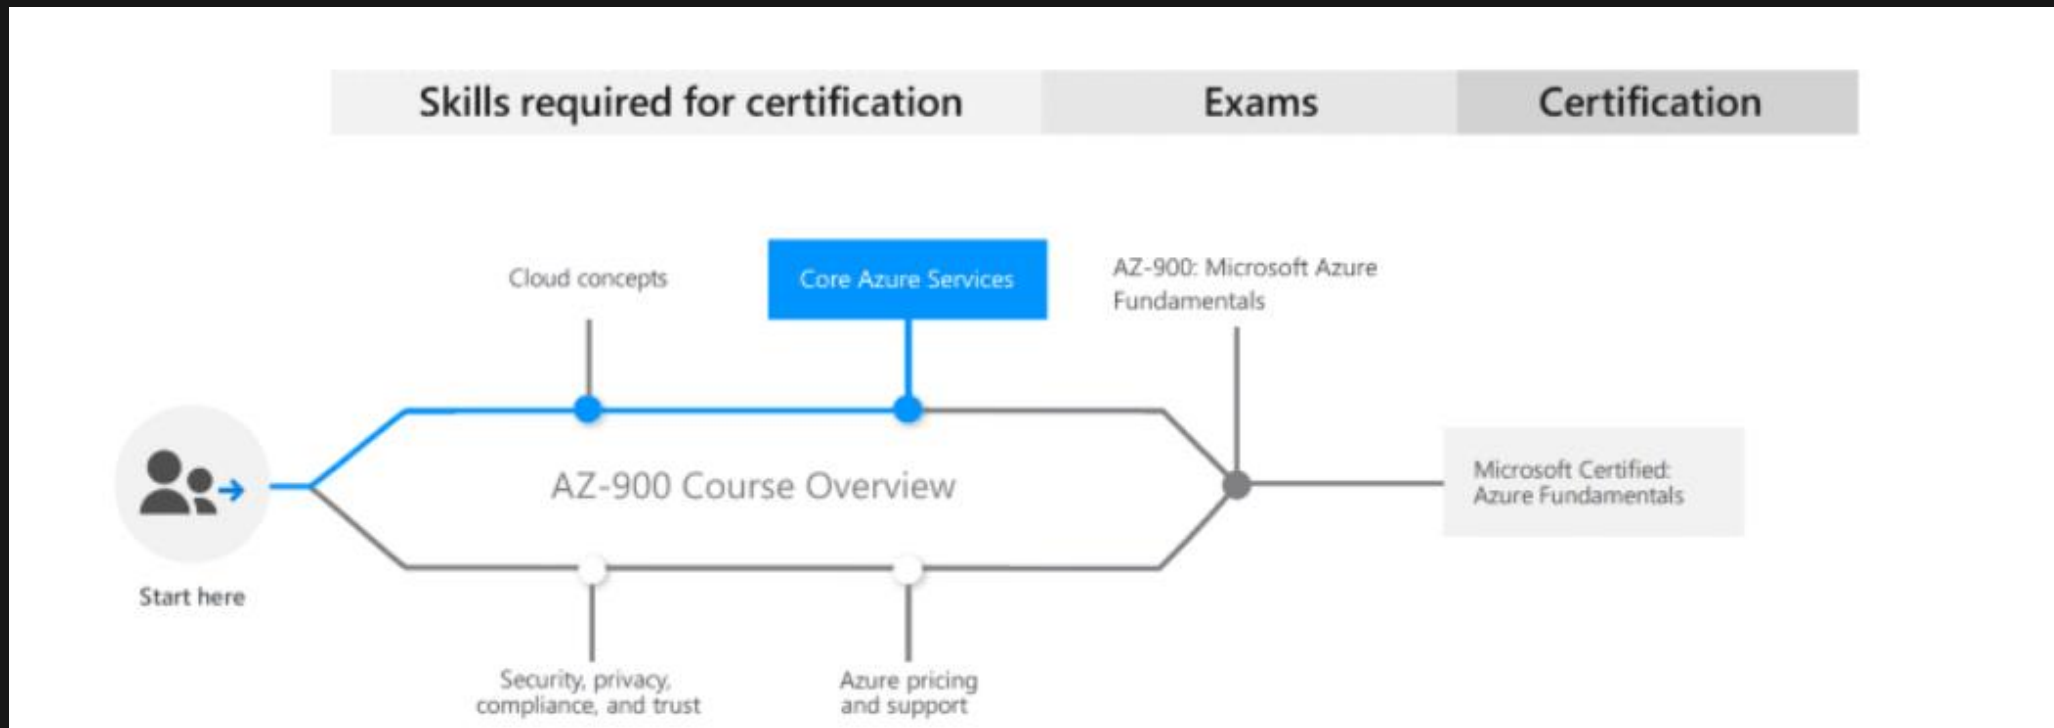 Skills required for certification
Exams
Certification
Cloud concepts
Core Azure Services
AZ-900: Microsoft Azure
Fundamentals
AZ-900 Course Overview
Microsoft Certified:
Azure Fundamentals
Start here
Security, privacy,
compliance, and trust
Azure pricing
and support